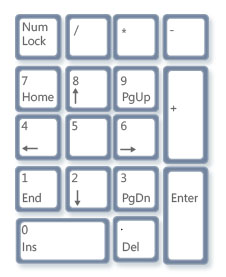 Num
Lock
/
*
-
7
Home
8
↑
9
PgUp
+
4
←
5
6
→
1
End
2
↓
3
PgDn
Enter
0
Ins
.
Del